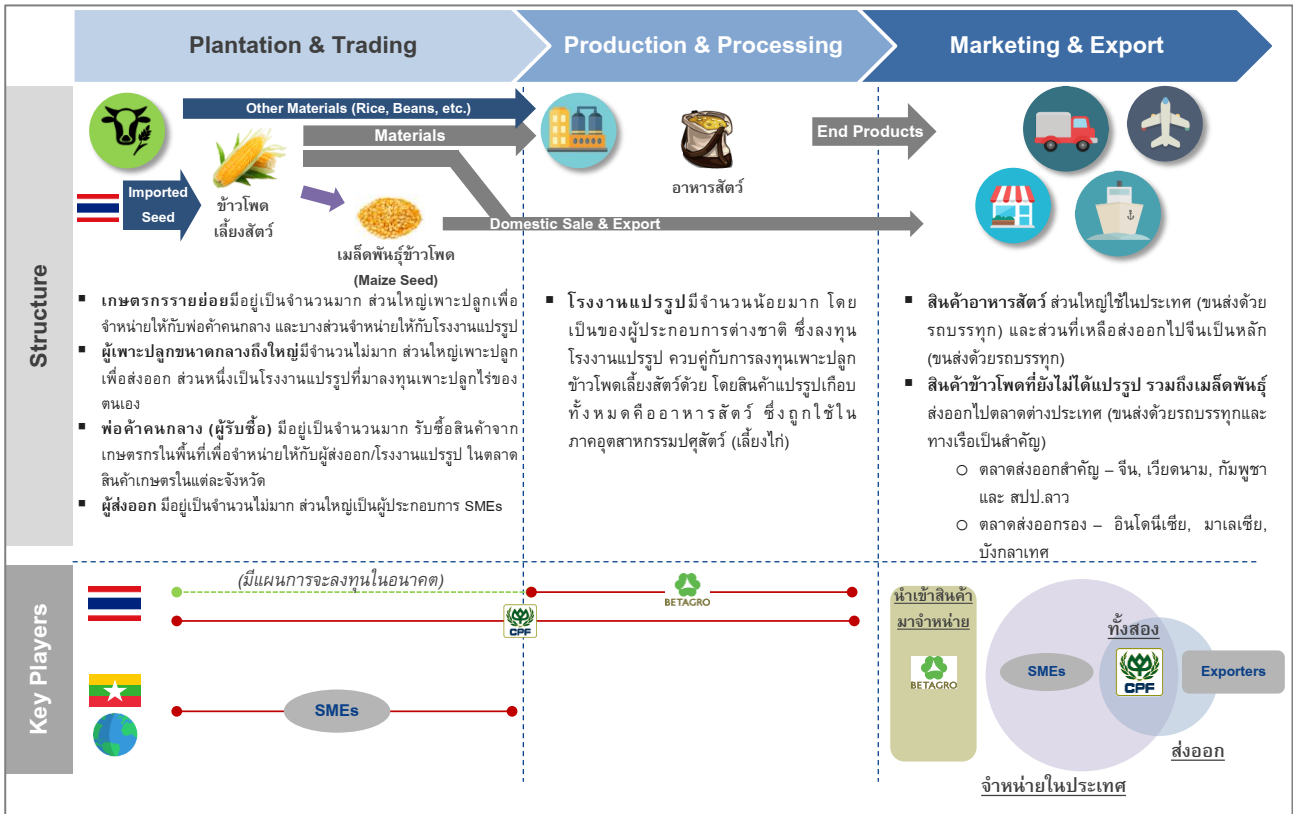 Plantation & Trading
Production & Processing
Marketing & Export
Structure
Other Materials (Rice, Beans, etc.)
Materials
Imported
Seed
ข้าวโพด
เลี้ยงสัตว์
เมล็ดพันธุ์ข้าวโพด
(Maize Seed)
Domestic Sale & Export
อาหารสัตว์
End Products
▪ เกษตรกรรายย่อยมีอยู่เป็นจำนวนมาก ส่วนใหญ่เพาะปลูกเพื่อ
จำหน่ายให้กับพ่อค้าคนกลาง และบางส่วนจำหน่ายให้กับโรงงานแปรรูป
▪ ผู้เพาะปลูกขนาดกลางถึงใหญ่มีจำนวนไม่มาก ส่วนใหญ่เพาะปลูก
เพื่อส่งออก ส่วนหนึ่งเป็นโรงงานแปรรูปที่มาลงทุนเพาะปลูกไร่ของ
ตนเอง
▪ พ่อค้าคนกลาง (ผู้รับซื้อ) มีอยู่เป็นจำนวนมาก รับซื้อสินค้าจาก
เกษตรกรในพื้นที่เพื่อจำหน่ายให้กับผู้ส่งออก/โรงงานแปรรูป ในตลาด
สินค้าเกษตรในแต่ละจังหวัด
▪ ผู้ส่งออก มีอยู่เป็นจำนวนไม่มาก ส่วนใหญ่เป็นผู้ประกอบการ SMEs
▪ โรงงานแปรรูปมีจำนวนน้อยมาก โดย
เป็นของผู้ประกอบการต่างชาติ ซึ่งลงทุน
โรงงานแปรรูป ควบคู่กับการลงทุนเพาะปลูก
ข้าวโพดเลี้ยงสัตว์ด้วย โดยสินค้าแปรรูปเกือบ
ทั้งหมดคืออาหารสัตว์ ซึ่งถูกใช้ใน
ภาคอุตสาหกรรมปศุสัตว์ (เลี้ยงไก่)
▪ สินค้าอาหารสัตว์ ส่วนใหญ่ใช้ในประเทศ (ขนส่งด้วย
รถบรรทุก) และส่วนที่เหลือส่งออกไปจีนเป็นหลัก
(ขนส่งด้วยรถบรรทุก)
▪ สินค้าข้าวโพดที่ยังไม่ได้แปรรูป รวมถึงเมล็ดพันธุ์
ส่งออกไปตลาดต่างประเทศ (ขนส่งด้วยรถบรรทุกและ
ทางเรือเป็นสำคัญ)
o ตลาดส่งออกสำคัญ – จีน, เวียดนาม, กัมพูชา
และ สปป.ลาว
o ตลาดส่งออกรอง – อินโดนีเซีย, มาเลเซีย,
บังกลาเทศ
Key Players
(มีแผนการจะลงทุนในอนาคต)
BETAGRO
CPF
SMEs
นำเข้าสินค้า
มาจำหน่าย
BETAGRO
ทั้งสอง
SMEs
CPF
Exporters
ส่งออก
จำหน่ายในประเทศ